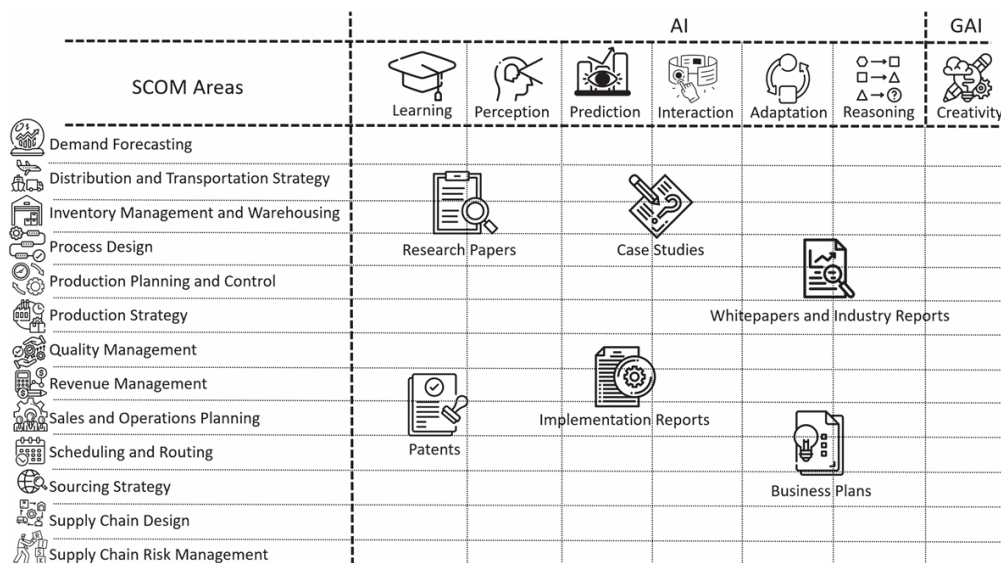 AI
GAI
SCOM Areas
Learning
Perception
Prediction
Interaction
Adaptation
Reasoning
Creativity
Demand Forecasting
Distribution and Transportation Strategy
Inventory Management and Warehousing
Process Design
Research Papers
Case Studies
Production Planning and Control
Production Strategy
Whitepapers and Industry Reports
Quality Management
Revenue Management
Sales and Operations Planning
Implementation Reports
Scheduling and Routing
Patents
Sourcing Strategy
Business Plans
Supply Chain Design
Supply Chain Risk Management